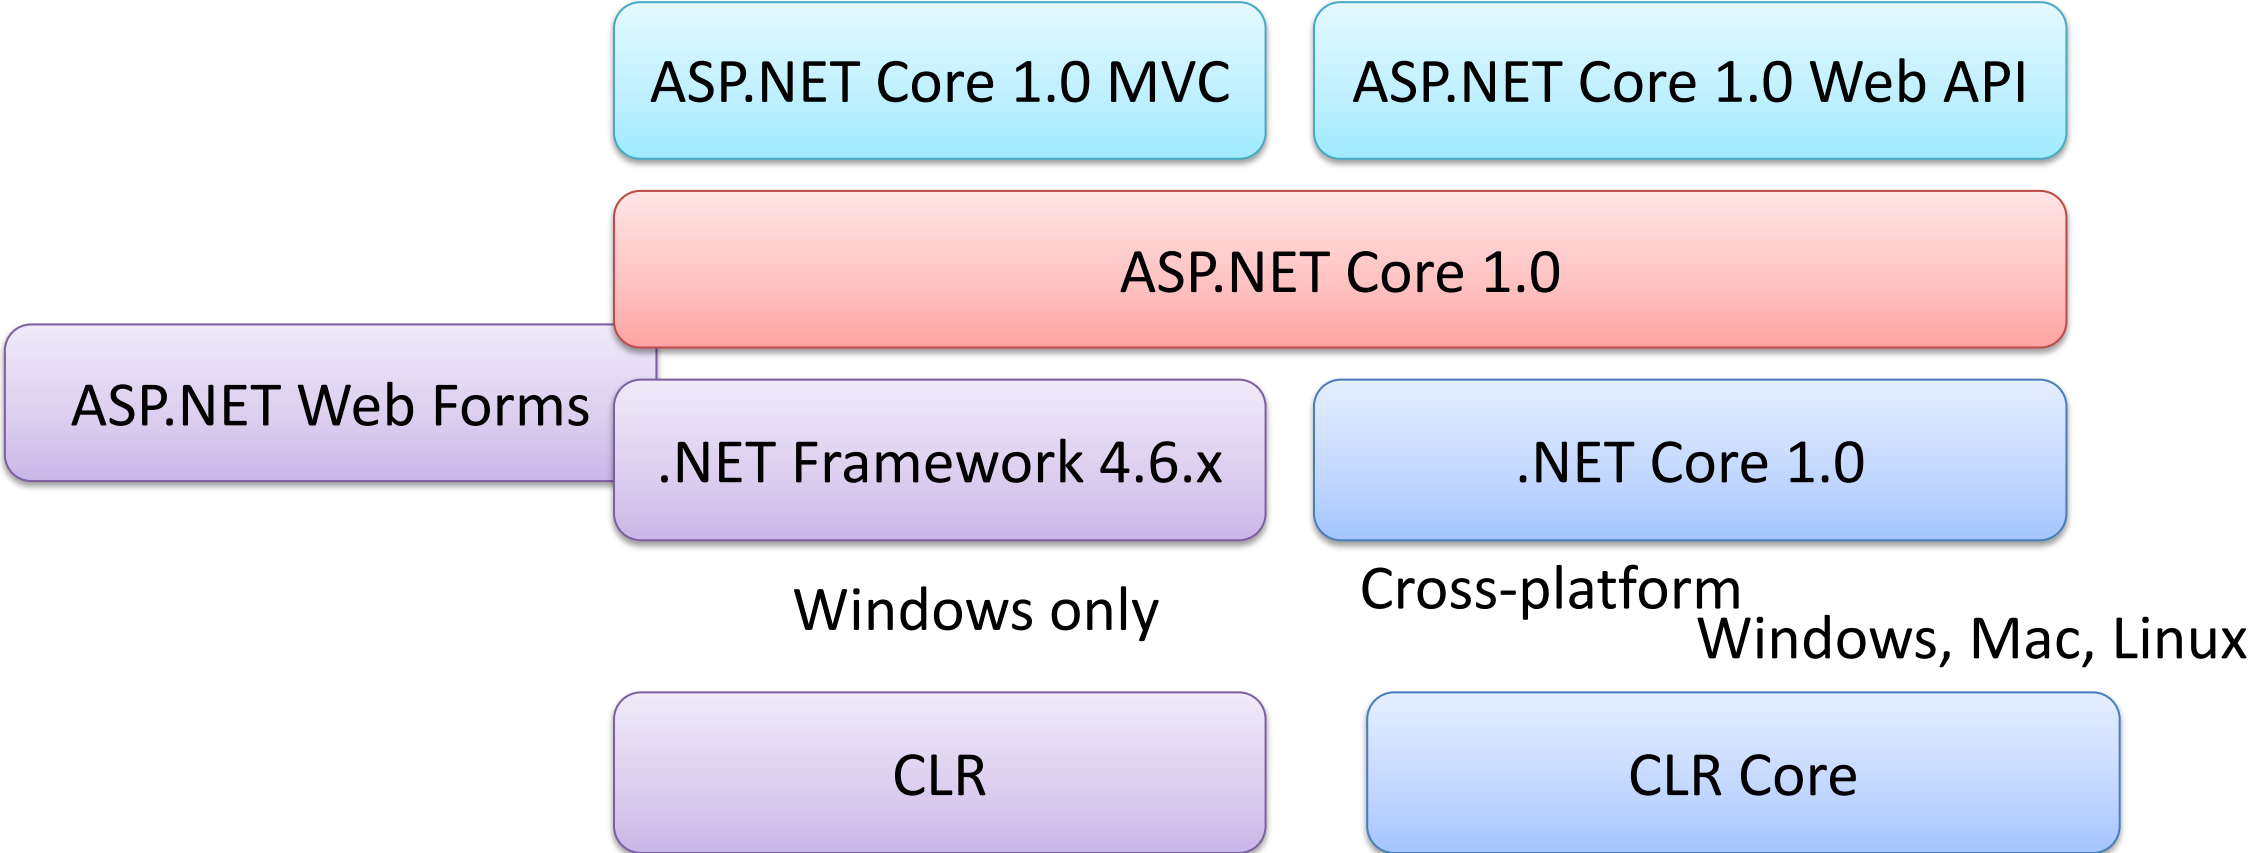 ASP.NET Core 1.0 MVC
ASP.NET Core 1.0 Web API
ASP.NET Core 1.0
ASP.NET Web Forms
.NET Framework 4.6.x
.NET Core 1.0
Windows only
Cross-platform
Windows, Mac, Linux
CLR
CLR Core